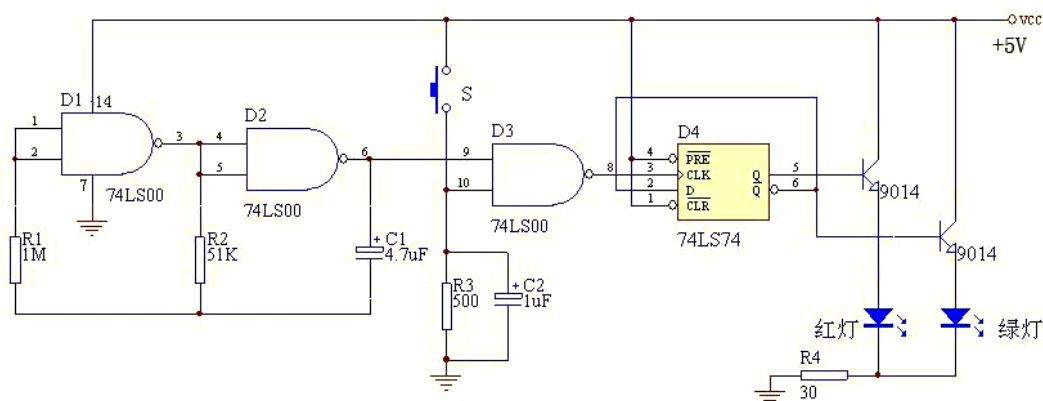 VCC
+5V
D1
14
1
2
3
7
74LS00
D2
4
5
6
74LS00
S
D3
9
10
8
74LS00
D4
4
3
2
1
PRE
CLK
D
CLR
Q
Q
5
6
74LS74
9014
9014
R1
1M
R2
51K
C1
4.7uF
R3
500
C2
1uF
红灯
绿灯
R4
30